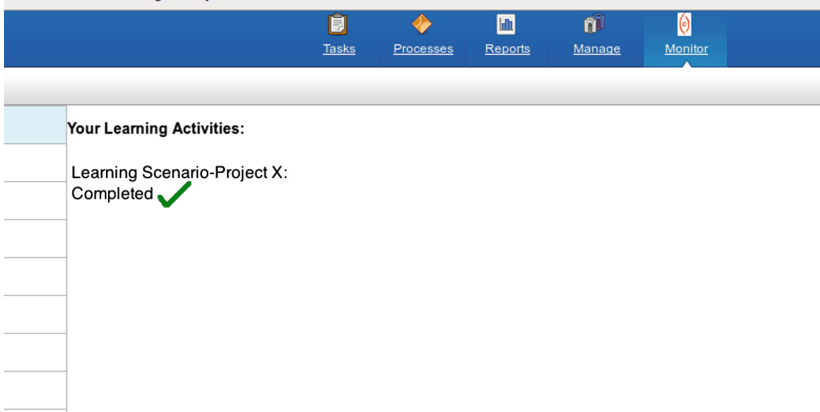 Tasks Processes Reports Manage Monitor
Your Learning Activities:
Learning Scenario-Project X:
Completed